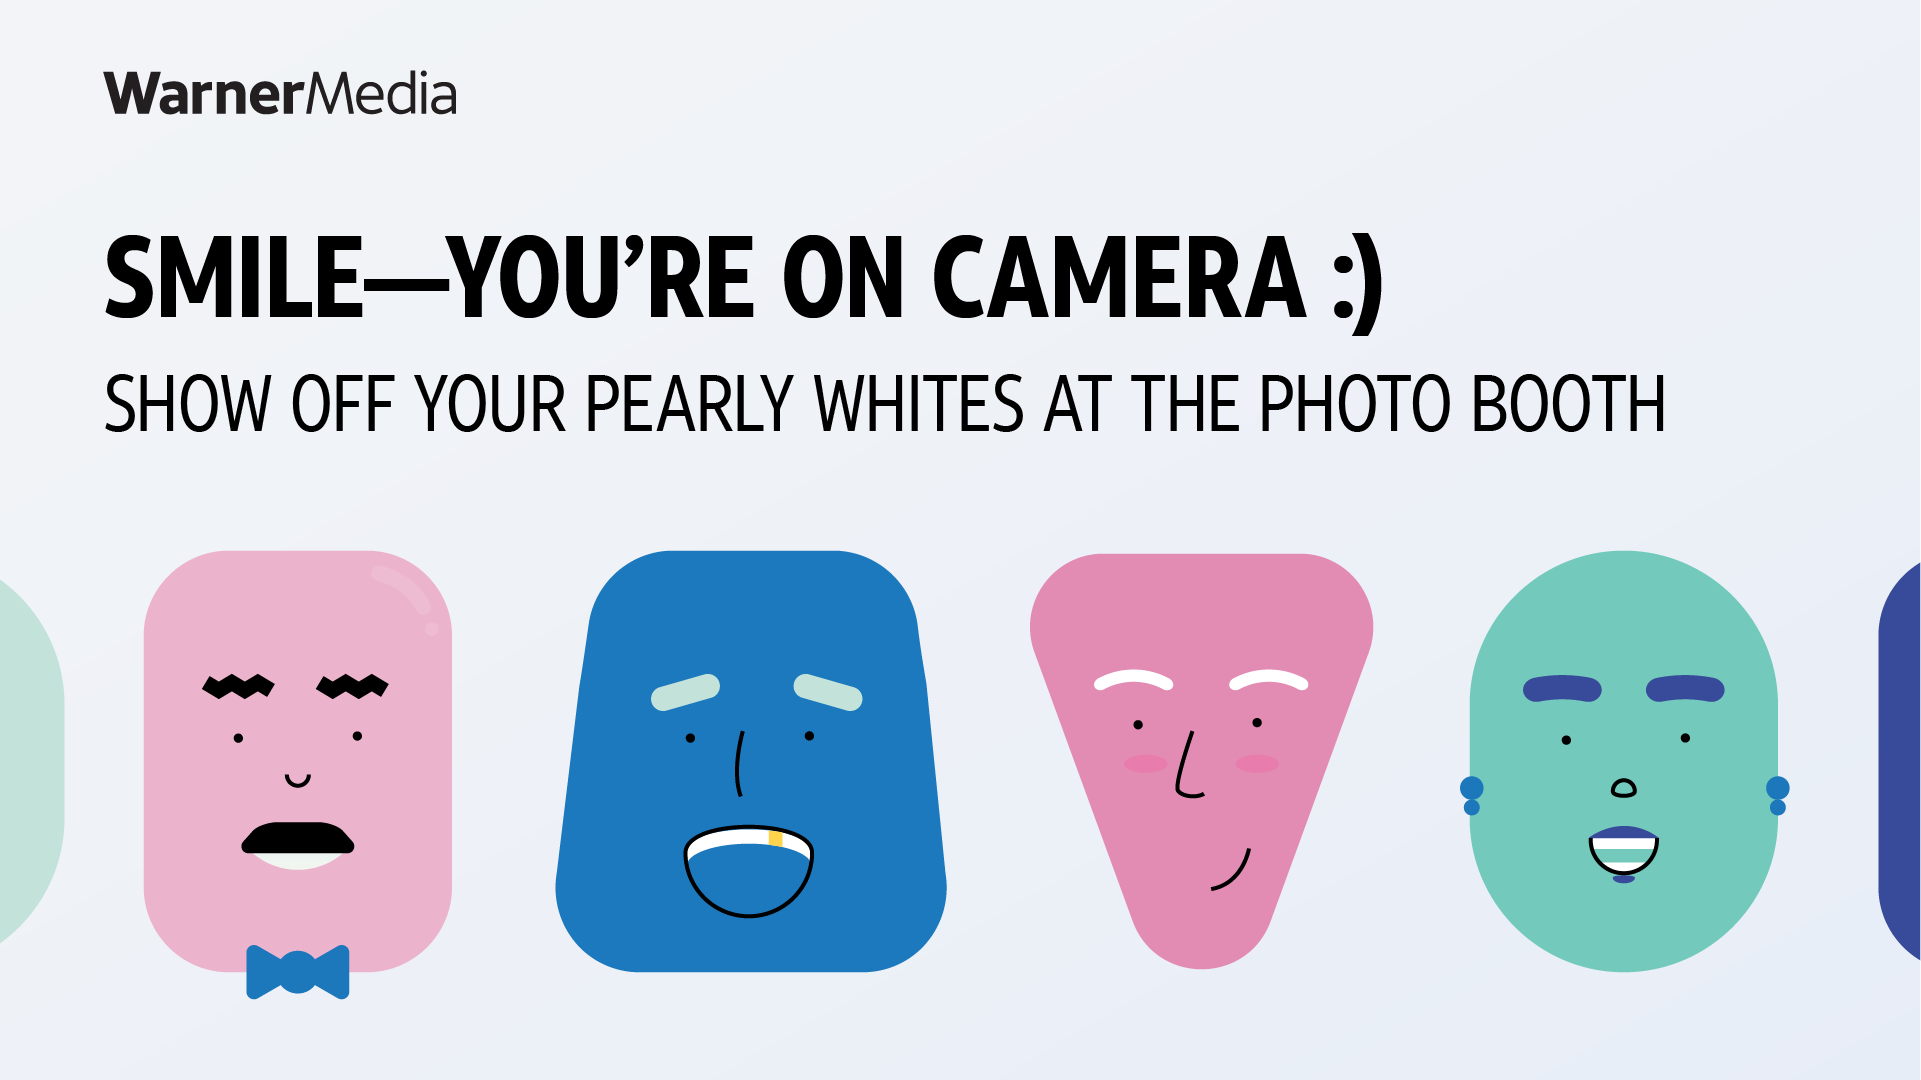 WarnerMedia
SMILE—YOU’RE ON CAMERA :)
SHOW OFF YOUR PEARLY WHITES AT THE PHOTO BOOTH